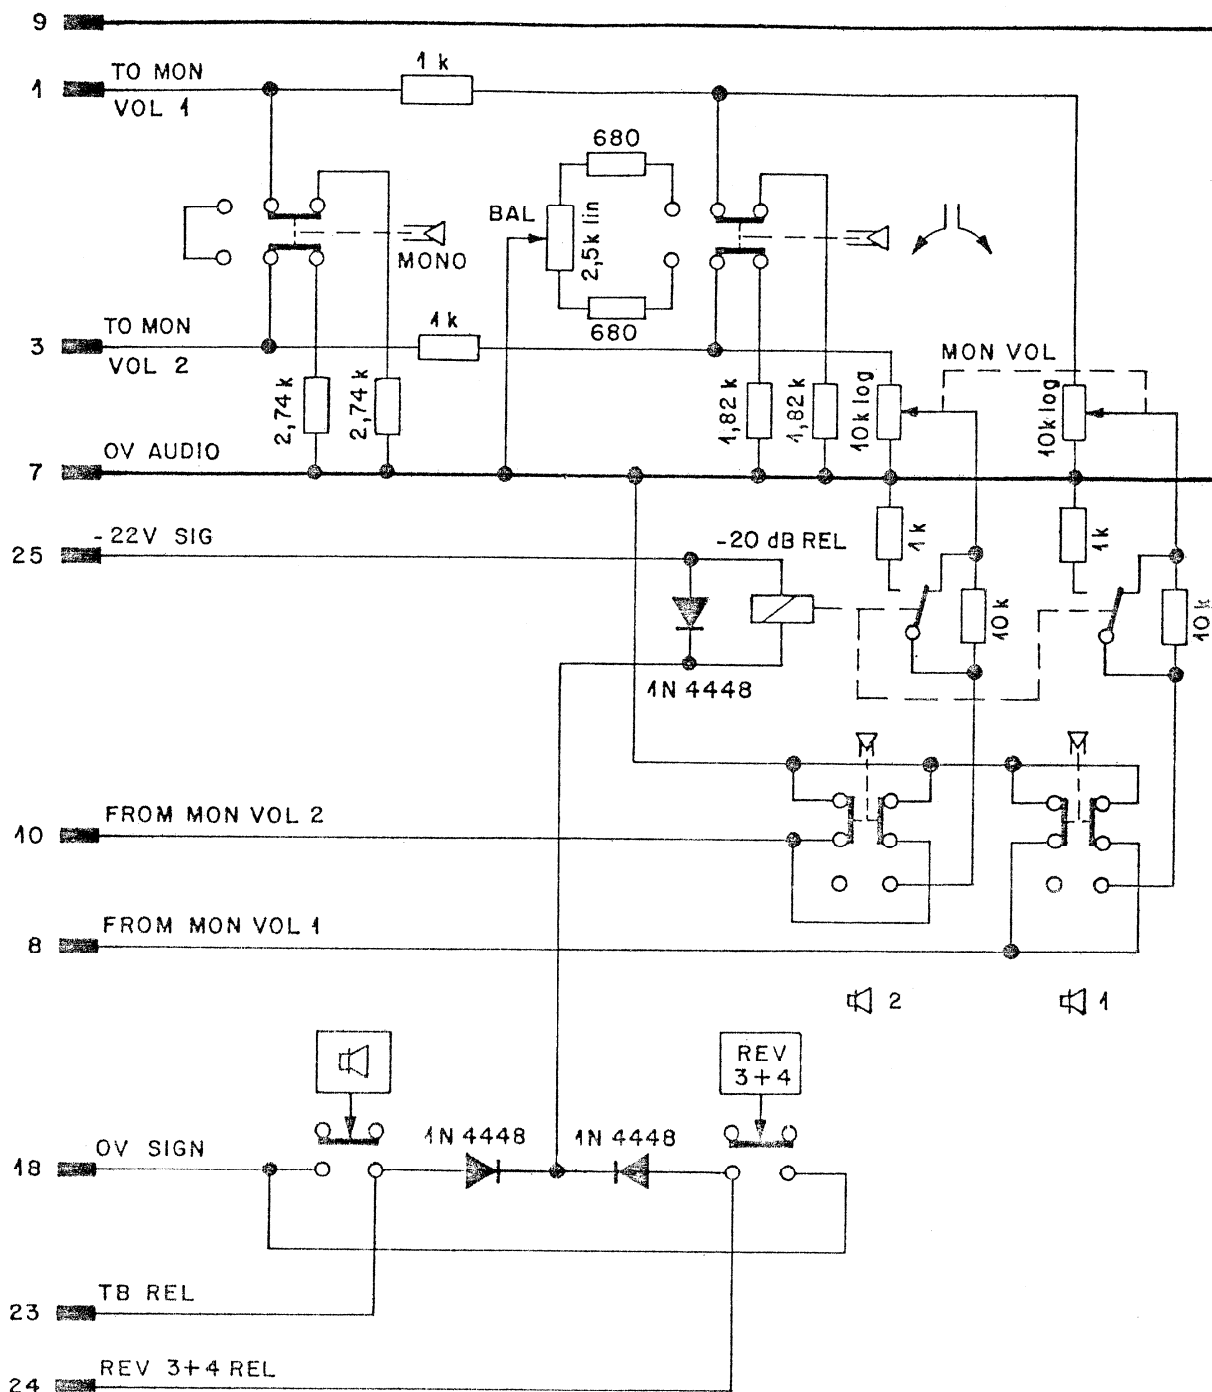 9
1 k
1
TO MON
VOL 1
680
BAL
2,5k lin
MONO
680
3
TO MON
VOL 2
1k
MON VOL
2,74 k
2,74 k
1,82 k
1,82 k
10k log
10k log
7
OV AUDIO
25
-22V SIG
-20 dB REL
1k
1k
10k
10k
1N 4448
10
FROM MON VOL 2
8
FROM MON VOL 1
2
1
REV
3+4
18
OV SIGN
1N 4448
1N 4448
23
TB REL
24
REV 3+4 REL